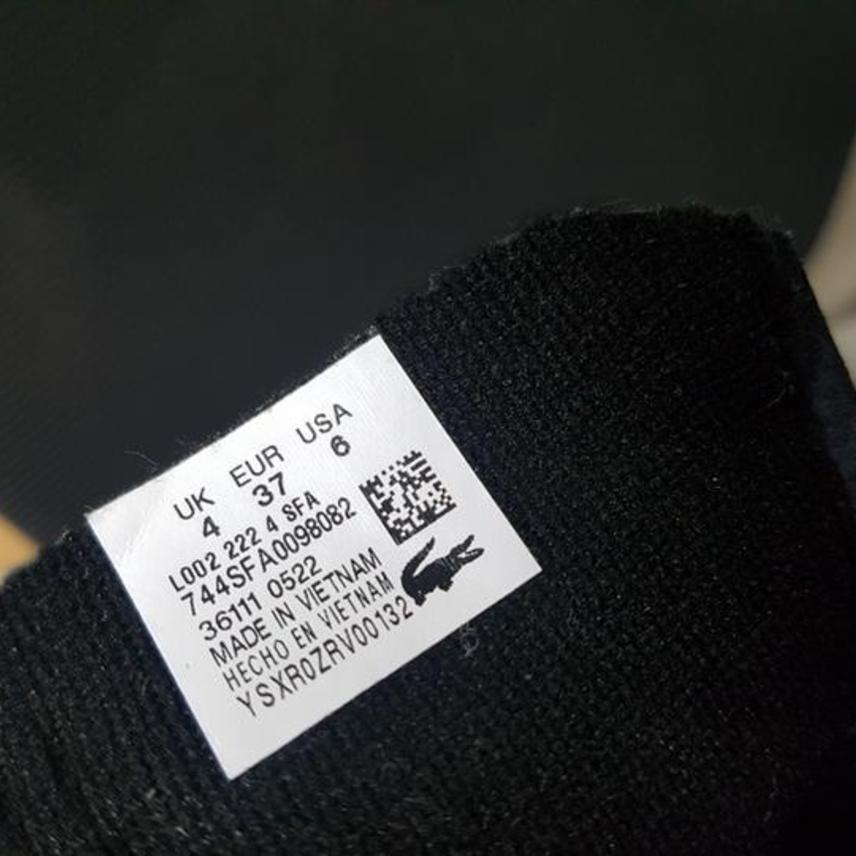 UK EUR USA
4 37 6
L002 222 4 SFA
744SFA0098082
36111 0522
MADE IN VIETNAM
HECHO EN VIETNAM
YSXR0ZRV00132